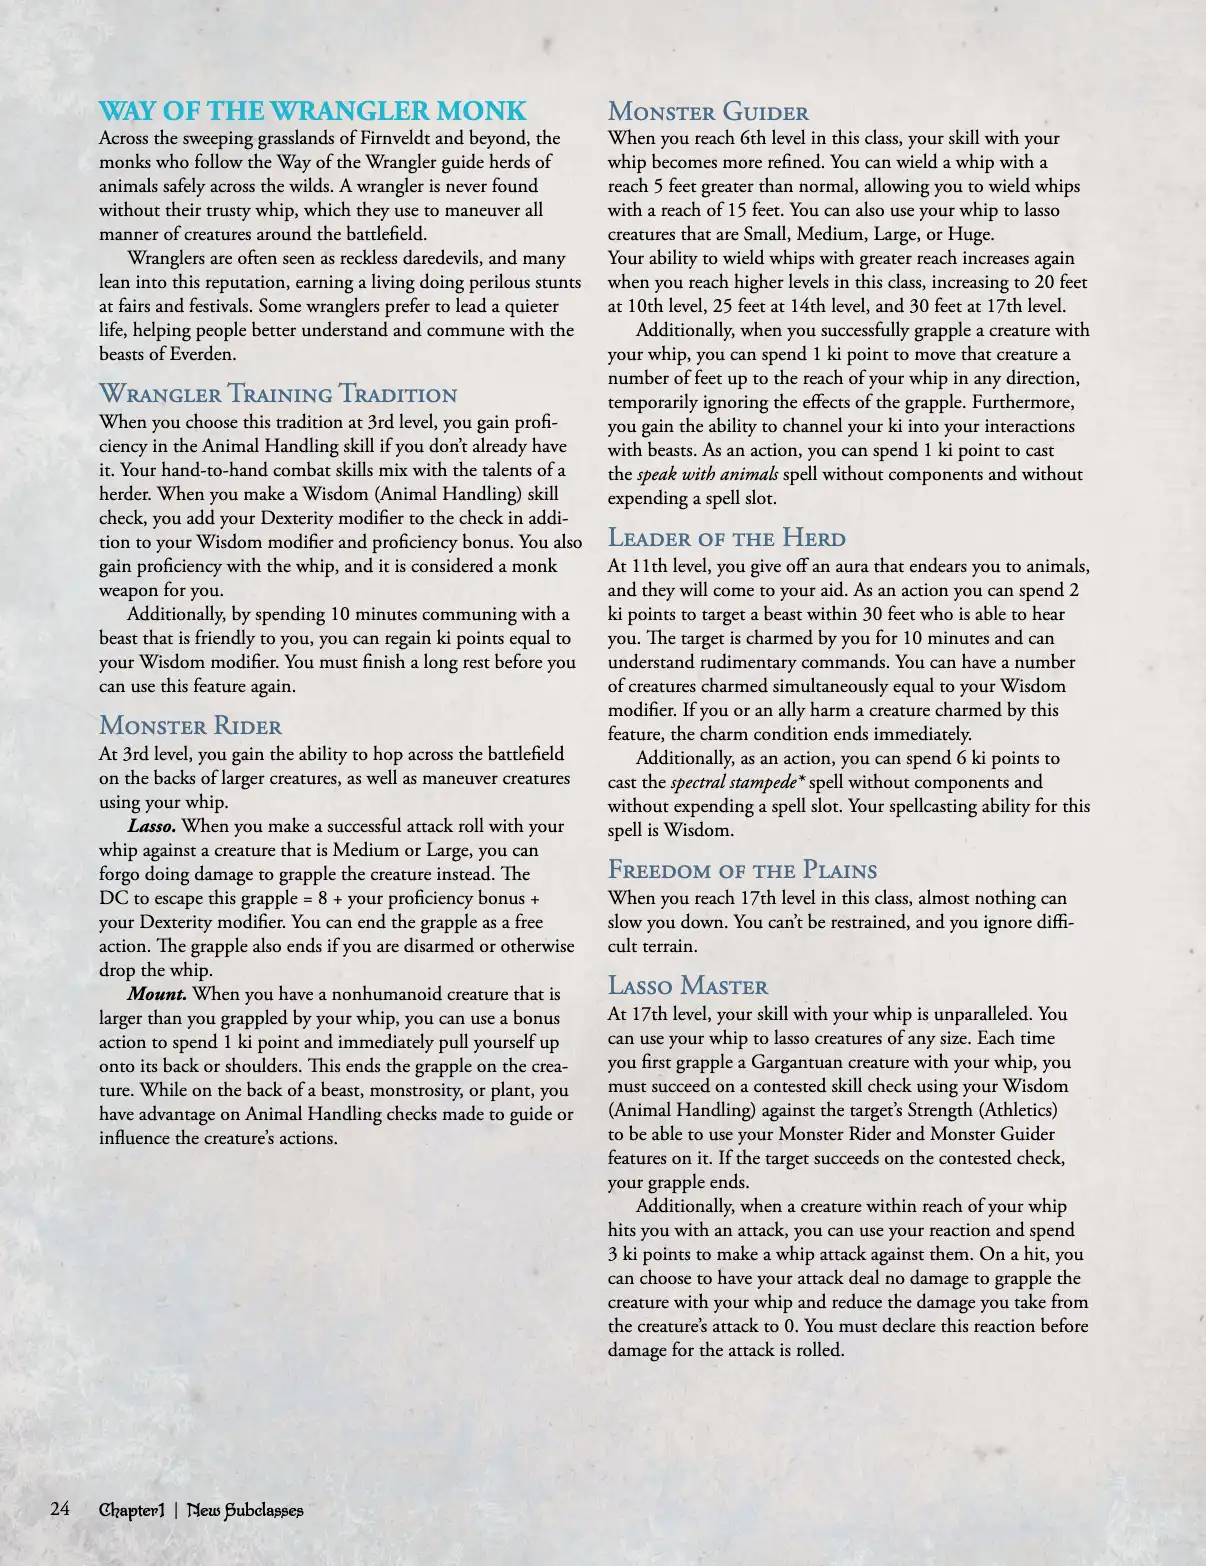 WAY OF THE WRANGLER MONK
Across the sweeping grasslands of Firnveldt and beyond, the
monks who follow the Way of the Wrangler guide herds of
animals safely across the wilds. A wrangler is never found
without their trusty whip, which they use to maneuver all
manner of creatures around the battlefield.
Wranglers are often seen as reckless daredevils, and many
lean into this reputation, earning a living doing perilous stunts
at fairs and festivals. Some wranglers prefer to lead a quieter
life, helping people better understand and commune with the
beasts of Everden.
Wrangler Training Tradition
When you choose this tradition at 3rd level, you gain profi-
ciency in the Animal Handling skill if you don’t already have
it. Your hand-to-hand combat skills mix with the talents of a
herder. When you make a Wisdom (Animal Handling) skill
check, you add your Dexterity modifier to the check in addi-
tion to your Wisdom modifier and proficiency bonus. You also
gain proficiency with the whip, and it is considered a monk
weapon for you.
Additionally, by spending 10 minutes communing with a
beast that is friendly to you, you can regain ki points equal to
your Wisdom modifier. You must finish a long rest before you
can use this feature again.
Monster Rider
At 3rd level, you gain the ability to hop across the battlefield
on the backs of larger creatures, as well as maneuver creatures
using your whip.
Lasso. When you make a successful attack roll with your
whip against a creature that is Medium or Large, you can
forgo doing damage to grapple the creature instead. The
DC to escape this grapple = 8 + your proficiency bonus +
your Dexterity modifier. You can end the grapple as a free
action. The grapple also ends if you are disarmed or otherwise
drop the whip.
Mount. When you have a nonhumanoid creature that is
larger than you grappled by your whip, you can use a bonus
action to spend 1 ki point and immediately pull yourself up
onto its back or shoulders. This ends the grapple on the crea-
ture. While on the back of a beast, monstrosity, or plant, you
have advantage on Animal Handling checks made to guide or
influence the creature’s actions.
Monster Guider
When you reach 6th level in this class, your skill with your
whip becomes more refined. You can wield a whip with a
reach 5 feet greater than normal, allowing you to wield whips
with a reach of 15 feet. You can also use your whip to lasso
creatures that are Small, Medium, Large, or Huge.
Your ability to wield whips with greater reach increases again
when you reach higher levels in this class, increasing to 20 feet
at 10th level, 25 feet at 14th level, and 30 feet at 17th level.
Additionally, when you successfully grapple a creature with
your whip, you can spend 1 ki point to move that creature a
number of feet up to the reach of your whip in any direction,
temporarily ignoring the effects of the grapple. Furthermore,
you gain the ability to channel your ki into your interactions
with beasts. As an action, you can spend 1 ki point to cast
the speak with animals spell without components and without
expending a spell slot.
Leader of the Herd
At 11th level, you give off an aura that endears you to animals,
and they will come to your aid. As an action you can spend 2
ki points to target a beast within 30 feet who is able to hear
you. The target is charmed by you for 10 minutes and can
understand rudimentary commands. You can have a number
of creatures charmed simultaneously equal to your Wisdom
modifier. If you or an ally harm a creature charmed by this
feature, the charm condition ends immediately.
Additionally, as an action, you can spend 6 ki points to
cast the spectral stampede* spell without components and
without expending a spell slot. Your spellcasting ability for this
spell is Wisdom.
Freedom of the Plains
When you reach 17th level in this class, almost nothing can
slow you down. You can’t be restrained, and you ignore diffi-
cult terrain.
Lasso Master
At 17th level, your skill with your whip is unparalleled. You
can use your whip to lasso creatures of any size. Each time
you first grapple a Gargantuan creature with your whip, you
must succeed on a contested skill check using your Wisdom
(Animal Handling) against the target’s Strength (Athletics)
to be able to use your Monster Rider and Monster Guider
features on it. If the target succeeds on the contested check,
your grapple ends.
Additionally, when a creature within reach of your whip
hits you with an attack, you can use your reaction and spend
3 ki points to make a whip attack against them. On a hit, you
can choose to have your attack deal no damage to grapple the
creature with your whip and reduce the damage you take from
the creature’s attack to 0. You must declare this reaction before
damage for the attack is rolled.
24 Chapter1 | New Subclasses